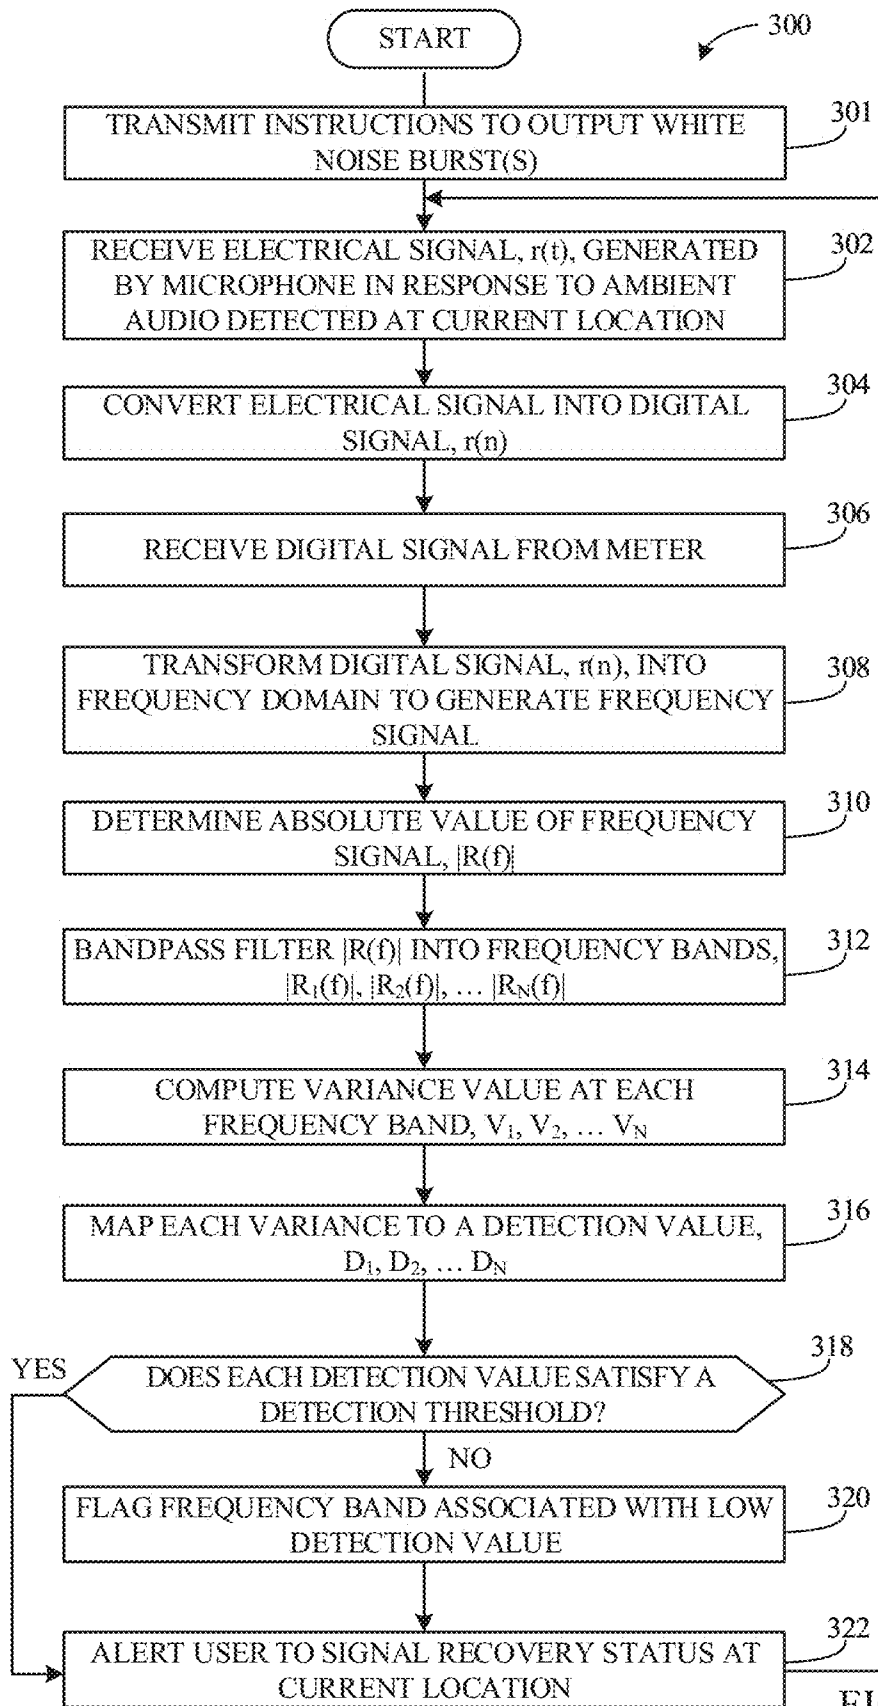 START
300
TRANSMIT INSTRUCTIONS TO OUTPUT WHITE
NOISE BURST(S)
301
RECEIVE ELECTRICAL SIGNAL, r(t), GENERATED
BY MICROPHONE IN RESPONSE TO AMBIENT
AUDIO DETECTED AT CURRENT LOCATION
302
CONVERT ELECTRICAL SIGNAL INTO DIGITAL
SIGNAL, r(n)
304
RECEIVE DIGITAL SIGNAL FROM METER
306
TRANSFORM DIGITAL SIGNAL, r(n), INTO
FREQUENCY DOMAIN TO GENERATE FREQUENCY
SIGNAL
308
DETERMINE ABSOLUTE VALUE OF FREQUENCY
SIGNAL, |R(f)|
310
BANDPASS FILTER |R(f)| INTO FREQUENCY BANDS,
|R₁(f)|, |R₂(f)|, … |Rₙ(f)|
312
COMPUTE VARIANCE VALUE AT EACH
FREQUENCY BAND, V₁, V₂, … Vₙ
314
MAP EACH VARIANCE TO A DETECTION VALUE,
D₁, D₂, … Dₙ
316
YES
DOES EACH DETECTION VALUE SATISFY A
DETECTION THRESHOLD?
318
NO
FLAG FREQUENCY BAND ASSOCIATED WITH LOW
DETECTION VALUE
320
ALERT USER TO SIGNAL RECOVERY STATUS AT
CURRENT LOCATION
322